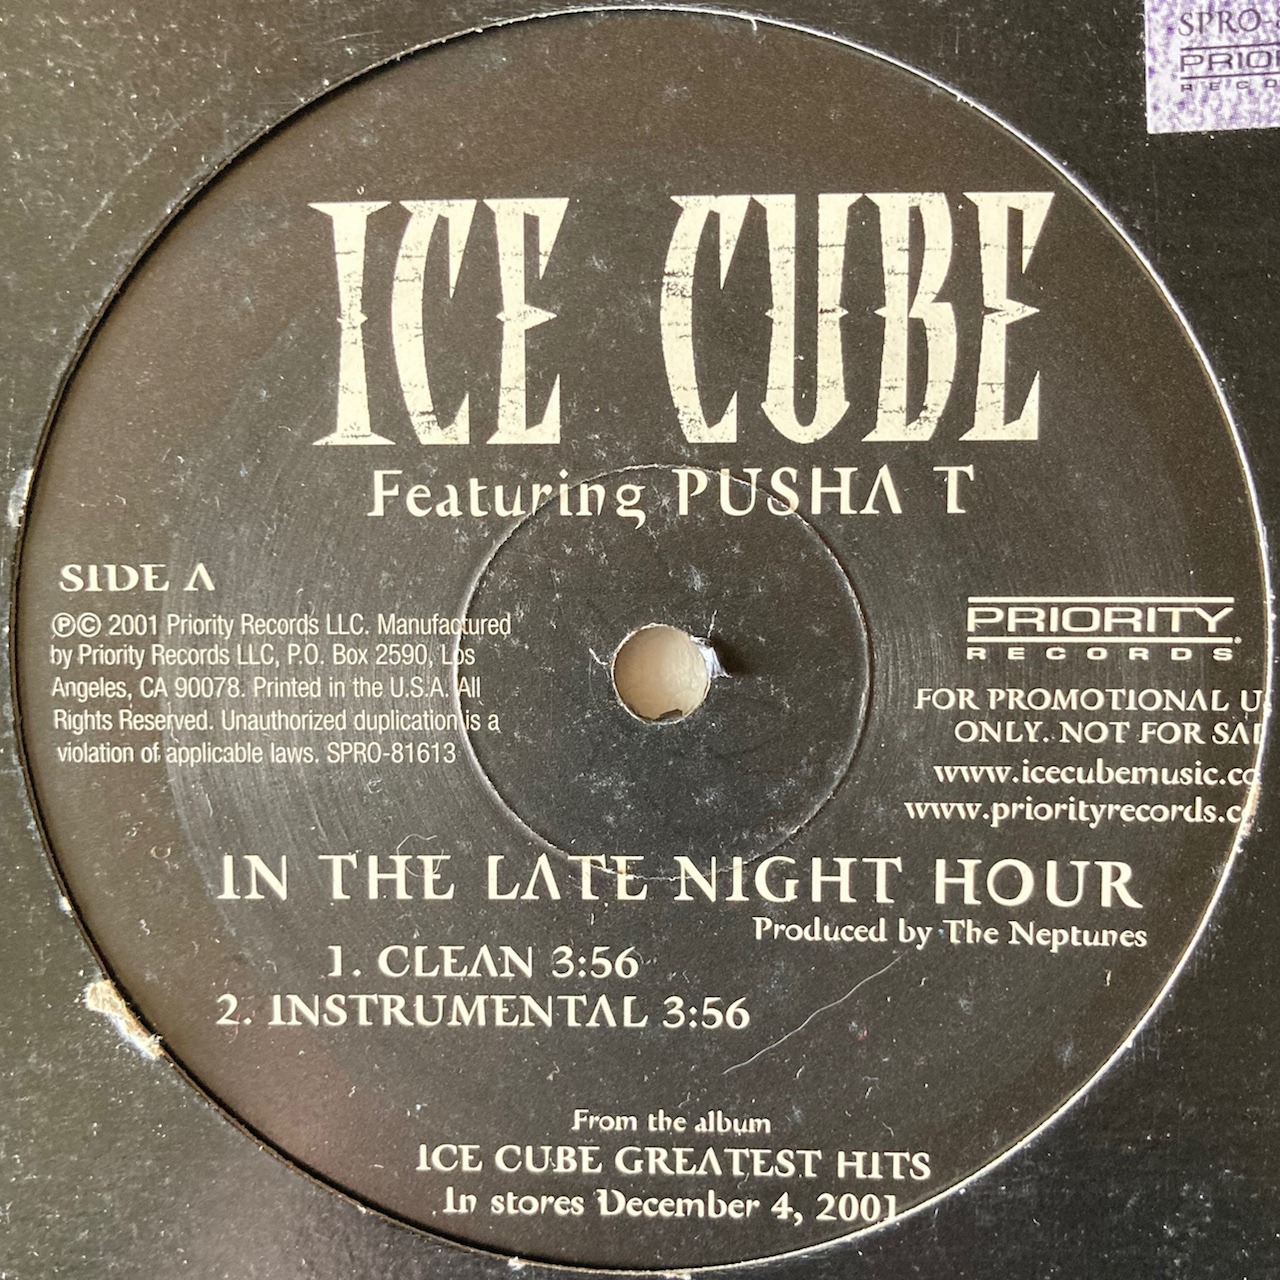 SPRO-
PRIOR
RECO
ICE CUBE
Featuring PUSHA T
SIDE A
℗© 2001 Priority Records LLC. Manufactured
by Priority Records LLC, P.O. Box 2590, Los
Angeles, CA 90078. Printed in the U.S.A. All
Rights Reserved. Unauthorized duplication is a
violation of applicable laws. SPRO-81613
PRIORITY
RECORDS
FOR PROMOTIONAL U
ONLY. NOT FOR SAL
www.icecubemusic.co
www.priorityrecords.c
IN THE LATE NIGHT HOUR
Produced by The Neptunes
1. CLEAN 3:56
2. INSTRUMENTAL 3:56
From the album
ICE CUBE GREATEST HITS
In stores December 4, 2001